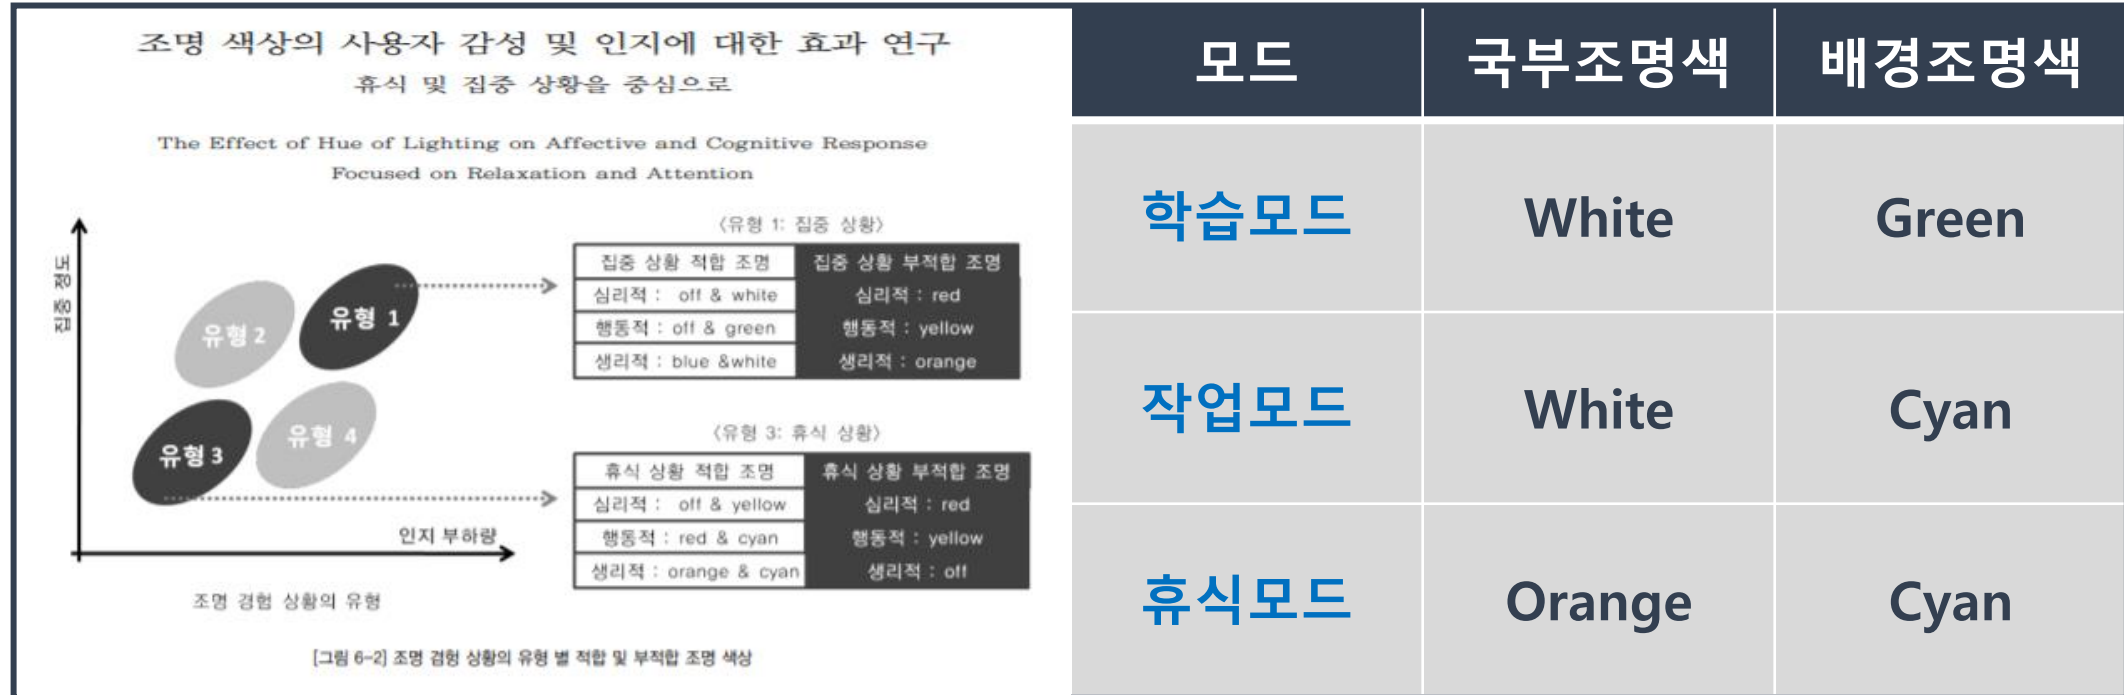 조명 색상의 사용자 감성 및 인지에 대한 효과 연구
휴식 및 집중 상황을 중심으로
The Effect of Hue of Lighting on Affective and Cognitive Response
Focused on Relaxation and Attention
집중 정도
유형 2
유형 1
유형 3
유형 4
인지 부하량
조명 경험 상황의 유형
〈유형 1: 집중 상황〉
집중 상황 적합 조명 집중 상황 부적합 조명
심리적 : off & white 심리적 : red
행동적 : off & green 행동적 : yellow
생리적 : blue &white 생리적 : orange
〈유형 3: 휴식 상황〉
휴식 상황 적합 조명 휴식 상황 부적합 조명
심리적 : off & yellow 심리적 : red
행동적 : red & cyan 행동적 : yellow
생리적 : orange & cyan 생리적 : off
[그림 6-2] 조명 경험 상황의 유형 별 적합 및 부적합 조명 색상
모드 국부조명색 배경조명색
학습모드 White Green
작업모드 White Cyan
휴식모드 Orange Cyan